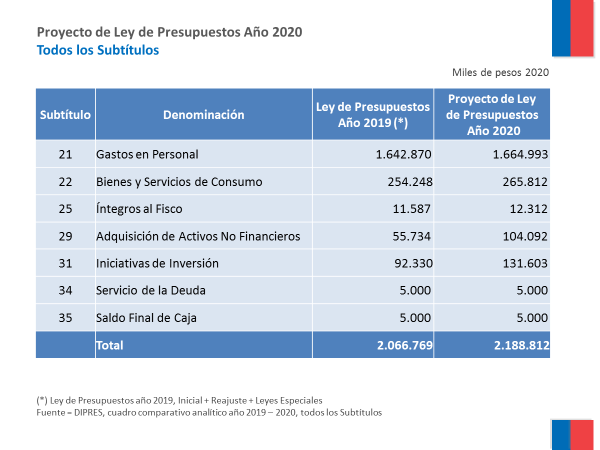 Proyecto de Ley de Presupuestos Año 2020
Todos los Subtítulos
Miles de pesos 2020
Subtítulo Denominación Ley de Presupuestos Año 2019 (*) Proyecto de Ley de Presupuestos Año 2020
21 Gastos en Personal 1.642.870 1.664.993
22 Bienes y Servicios de Consumo 254.248 265.812
25 Íntegros al Fisco 11.587 12.312
29 Adquisición de Activos No Financieros 55.734 104.092
31 Iniciativas de Inversión 92.330 131.603
34 Servicio de la Deuda 5.000 5.000
35 Saldo Final de Caja 5.000 5.000
Total 2.066.769 2.188.812
(*) Ley de Presupuestos año 2019, Inicial + Reajuste + Leyes Especiales
Fuente = DIPRES, cuadro comparativo analítico año 2019 – 2020, todos los Subtítulos